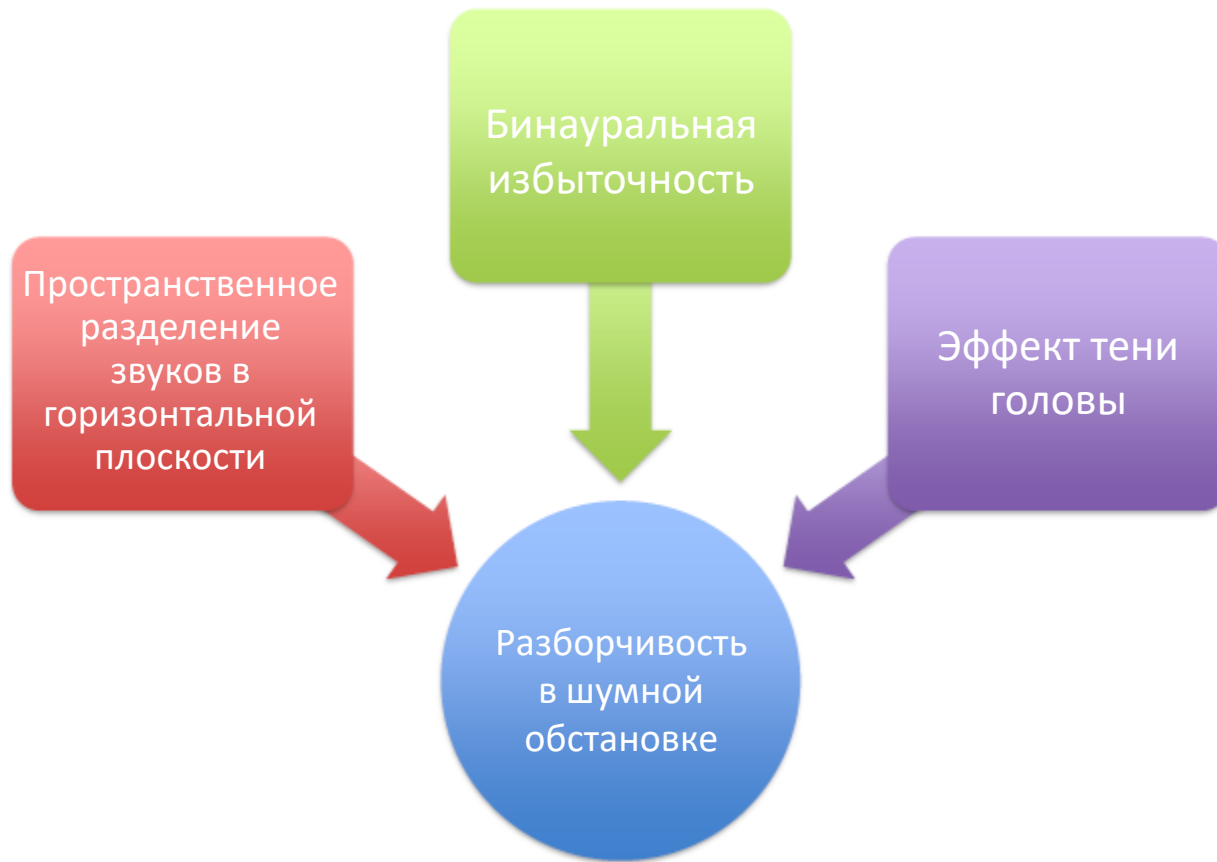 Бинауральная
избыточность
Пространственное
разделение
звуков в
горизонтальной
плоскости
Эффект тени
головы
Разборчивость
в шумной
обстановке